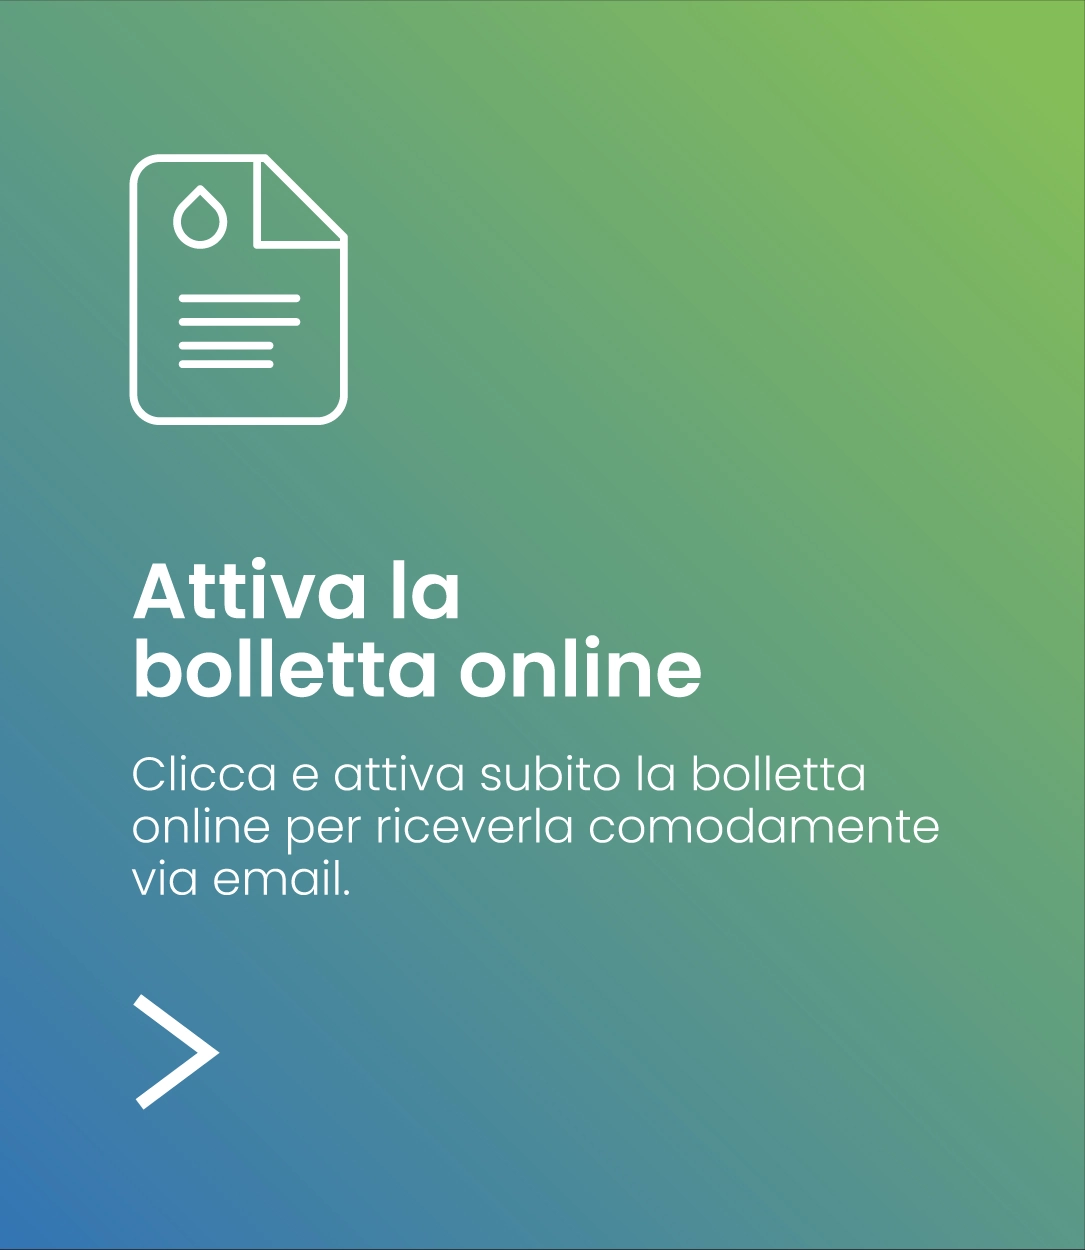 Attiva la
bolletta online
Clicca e attiva subito la bolletta
online per riceverla comodamente
via email.